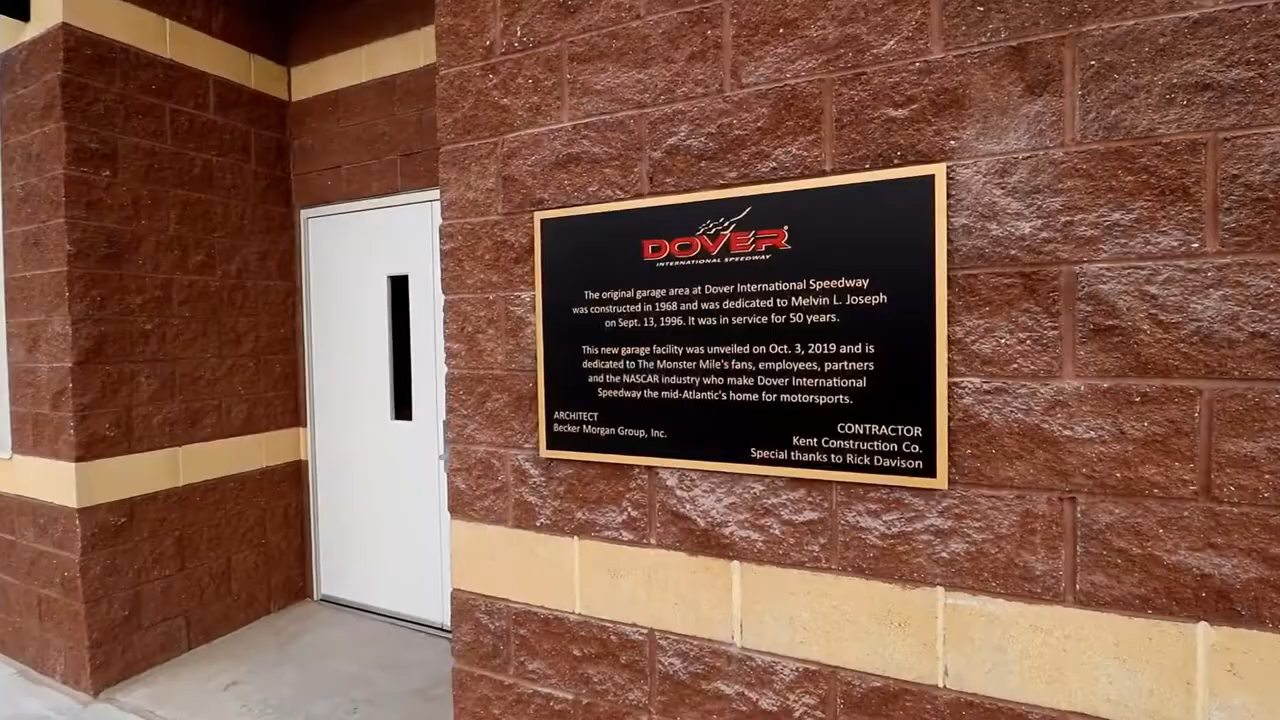 DOVER
INTERNATIONAL SPEEDWAY
The original garage area at Dover International Speedway
was constructed in 1968 and was dedicated to Melvin L. Joseph
on Sept. 13, 1996. It was in service for 50 years.
This new garage facility was unveiled on Oct. 3, 2019 and is
dedicated to The Monster Mile's fans, employees, partners
and the NASCAR industry who make Dover International
Speedway the mid-Atlantic's home for motorsports.
ARCHITECT
Becker Morgan Group, Inc.
CONTRACTOR
Kent Construction Co.
Special thanks to Rick Davison